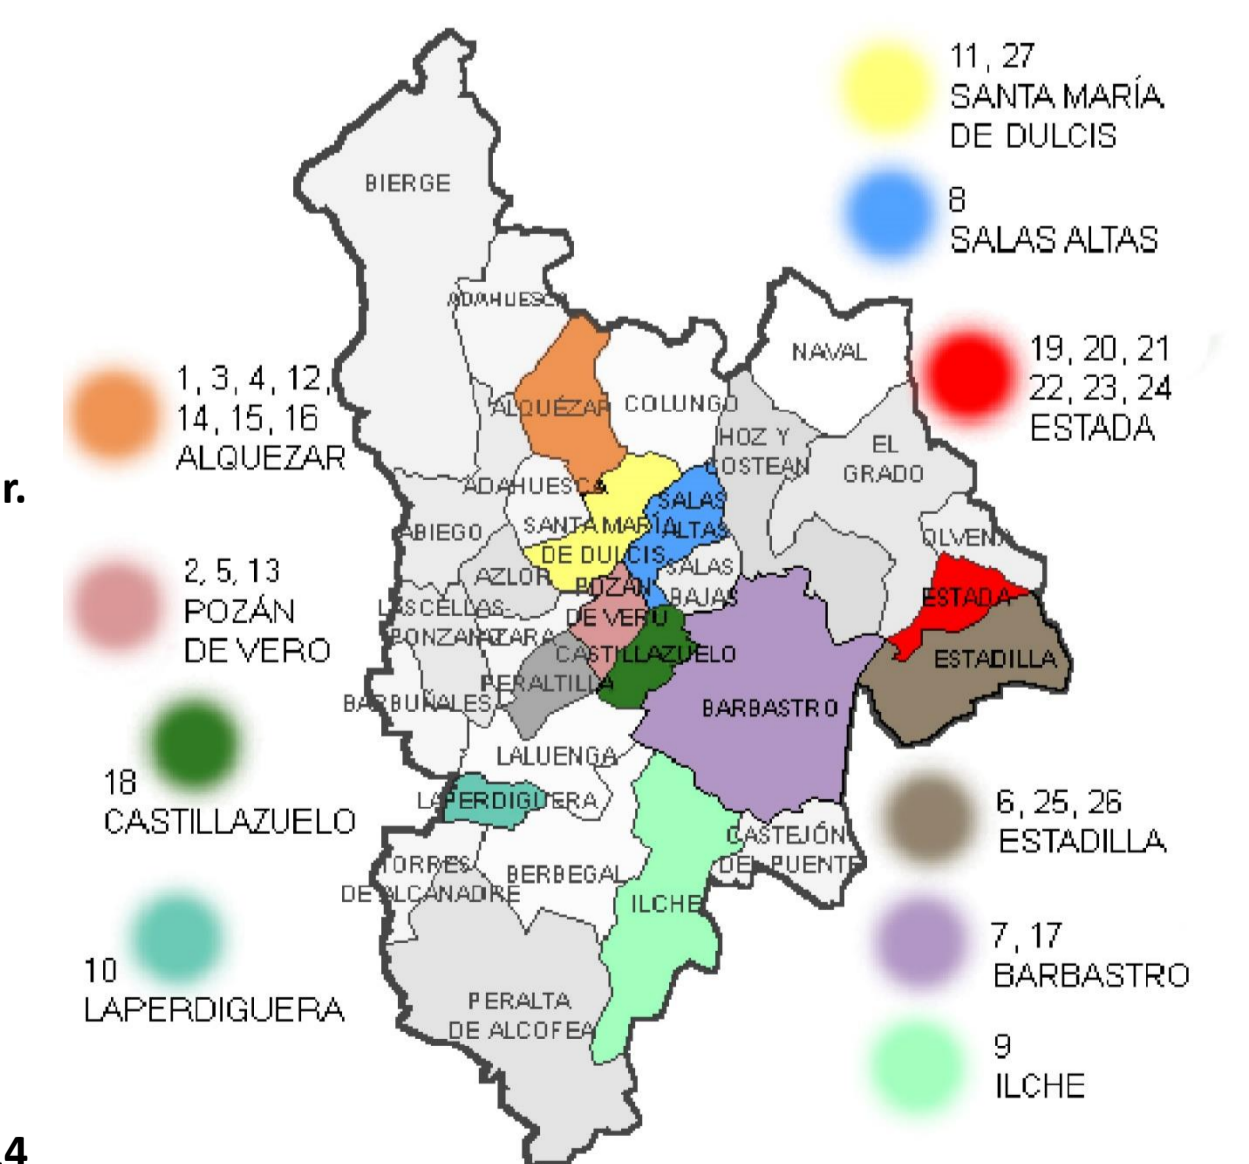 11, 27
SANTA MARÍA
DE DULCIS
8
SALAS ALTAS
19, 20, 21
22, 23, 24
ESTADA
1, 3, 4, 12,
14, 15, 16
ALQUEZAR
r.
2, 5, 13
POZÁN
DE VERO
18
CASTILLAZUELO
10
LAPERDIGUERA
6, 25, 26
ESTADILLA
7, 17
BARBASTRO
9
ILCHE
.4
BIERGE
ADAHUESCA
NAVAL
ALQUÉZAR
COLUNGO
HOZ Y
COSTEAN
EL
GRADO
ADAHUESCA
SALAS
ALTAS
SANTA MARÍA
DE DULCIS
ABIEGO
OLVENA
AZLOR
SALAS
BAJAS
POZÁN
DE VERO
LASCELLAS
PONZANO
AZARA
ESTADA
CASTILLAZUELO
ESTADILLA
PERALTILLA
BARBUÑALES
BARBASTRO
LALUENGA
LAPERDIGUERA
CASTEJÓN
DEL PUENTE
TORRES
DE ALCANADRE
BERBEGAL
ILCHE
PERALTA
DE ALCOFEA